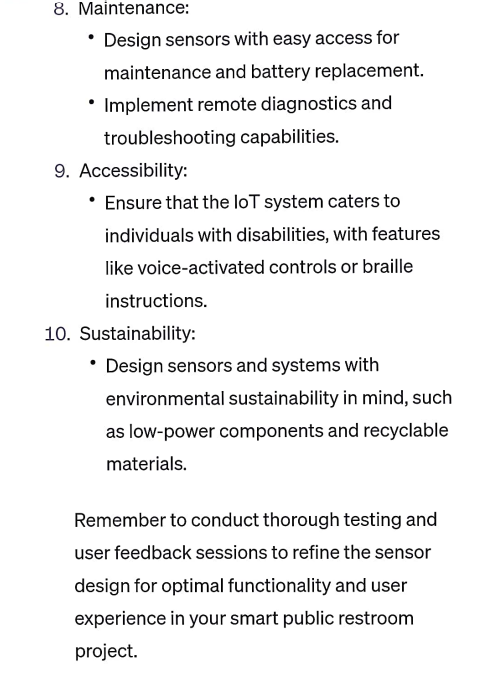 8. Maintenance:
• Design sensors with easy access for
maintenance and battery replacement.
• Implement remote diagnostics and
troubleshooting capabilities.
9. Accessibility:
• Ensure that the IoT system caters to
individuals with disabilities, with features
like voice-activated controls or braille
instructions.
10. Sustainability:
• Design sensors and systems with
environmental sustainability in mind, such
as low-power components and recyclable
materials.
Remember to conduct thorough testing and
user feedback sessions to refine the sensor
design for optimal functionality and user
experience in your smart public restroom
project.